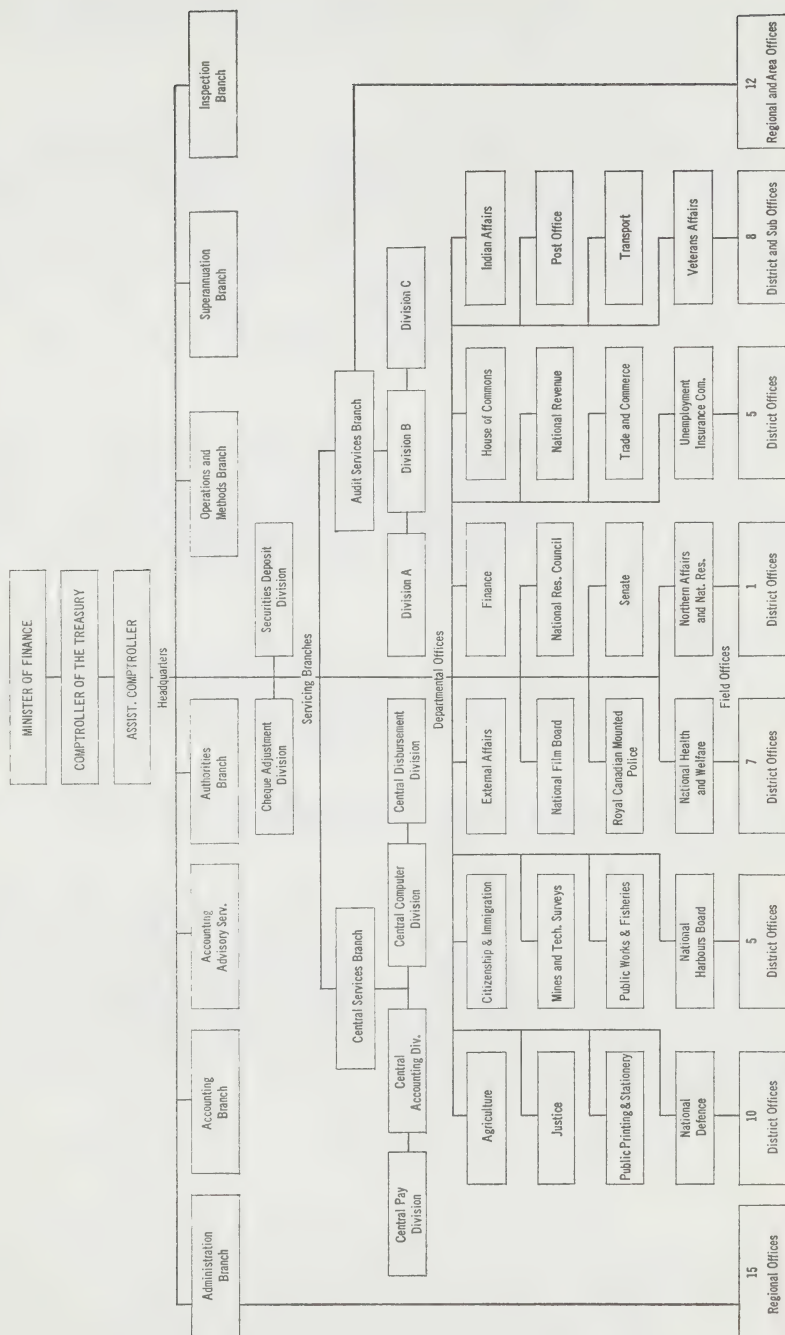 MINISTER OF FINANCE
COMPTROLLER OF THE TREASURY
ASSIST. COMPTROLLER
Headquarters
Administration
Branch
Accounting
Branch
Accounting
Advisory Serv.
Authorities
Branch
Operations and
Methods Branch
Superannuation
Branch
Inspection
Branch
Cheque Adjustment
Division
Securities Deposit
Division
Servicing Branches
Central Services Branch
Audit Services Branch
Central Pay
Division
Central
Accounting Div.
Central Computer
Division
Central Disbursement
Division
Division A
Division B
Division C
Departmental Offices
Agriculture
Citizenship & Immigration
External Affairs
Finance
House of Commons
Indian Affairs
Justice
Mines and Tech. Surveys
National Film Board
National Res. Council
National Revenue
Post Office
Public Printing & Stationery
Public Works & Fisheries
Royal Canadian Mounted
Police
Senate
Trade and Commerce
Transport
National
Defence
National
Harbours Board
National Health
and Welfare
Northern Affairs
and Nat. Res.
Unemployment
Insurance Com.
Veterans Affairs
Field Offices
15
Regional Offices
10
District Offices
5
District Offices
7
District Offices
1
District Offices
5
District Offices
8
District and Sub Offices
12
Regional and Area Offices